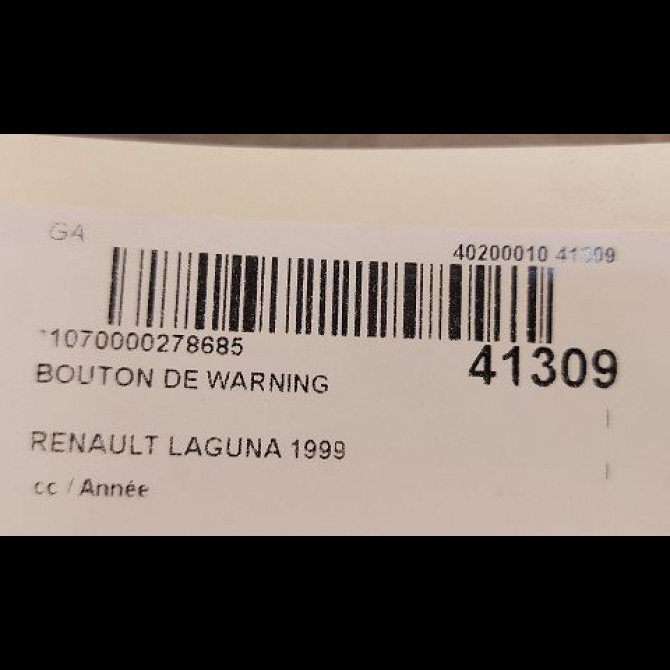 G4
40200010 41309
*1070000278685
41309
BOUTON DE WARNING
RENAULT LAGUNA 1999
cc / Année